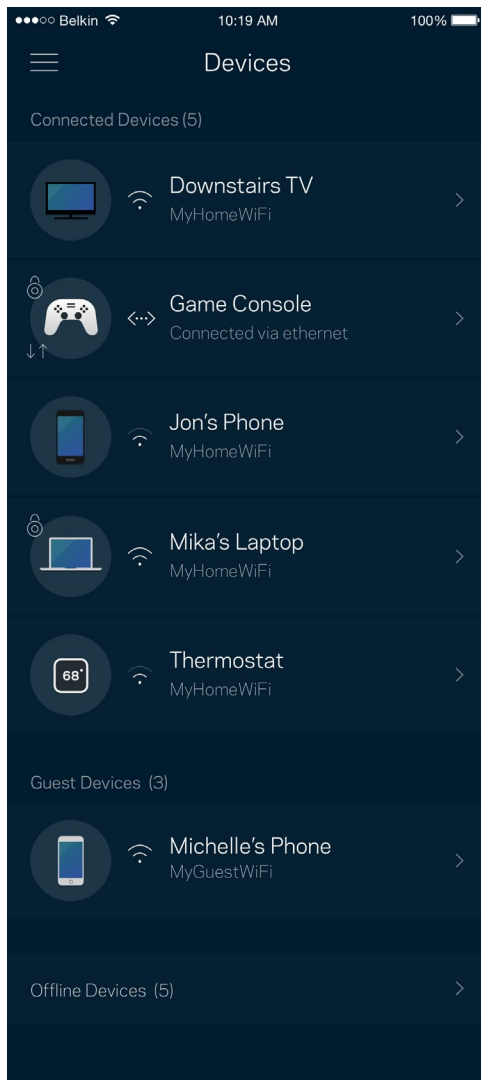 Belkin 10:19 AM 100%
Devices
Connected Devices (5)
Downstairs TV
MyHomeWiFi
Game Console
Connected via ethernet
Jon's Phone
MyHomeWiFi
Mika's Laptop
MyHomeWiFi
68°
Thermostat
MyHomeWiFi
Guest Devices (3)
Michelle's Phone
MyGuestWiFi
Offline Devices (5)